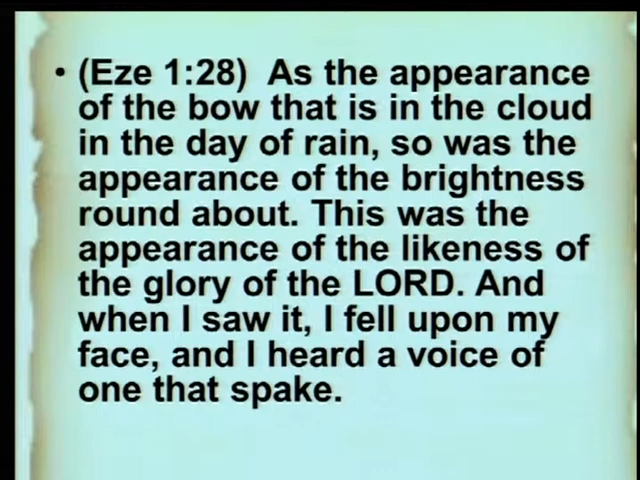 • (Eze 1:28)  As the appearance
of the bow that is in the cloud
in the day of rain, so was the
appearance of the brightness
round about. This was the
appearance of the likeness of
the glory of the LORD. And
when I saw it, I fell upon my
face, and I heard a voice of
one that spake.